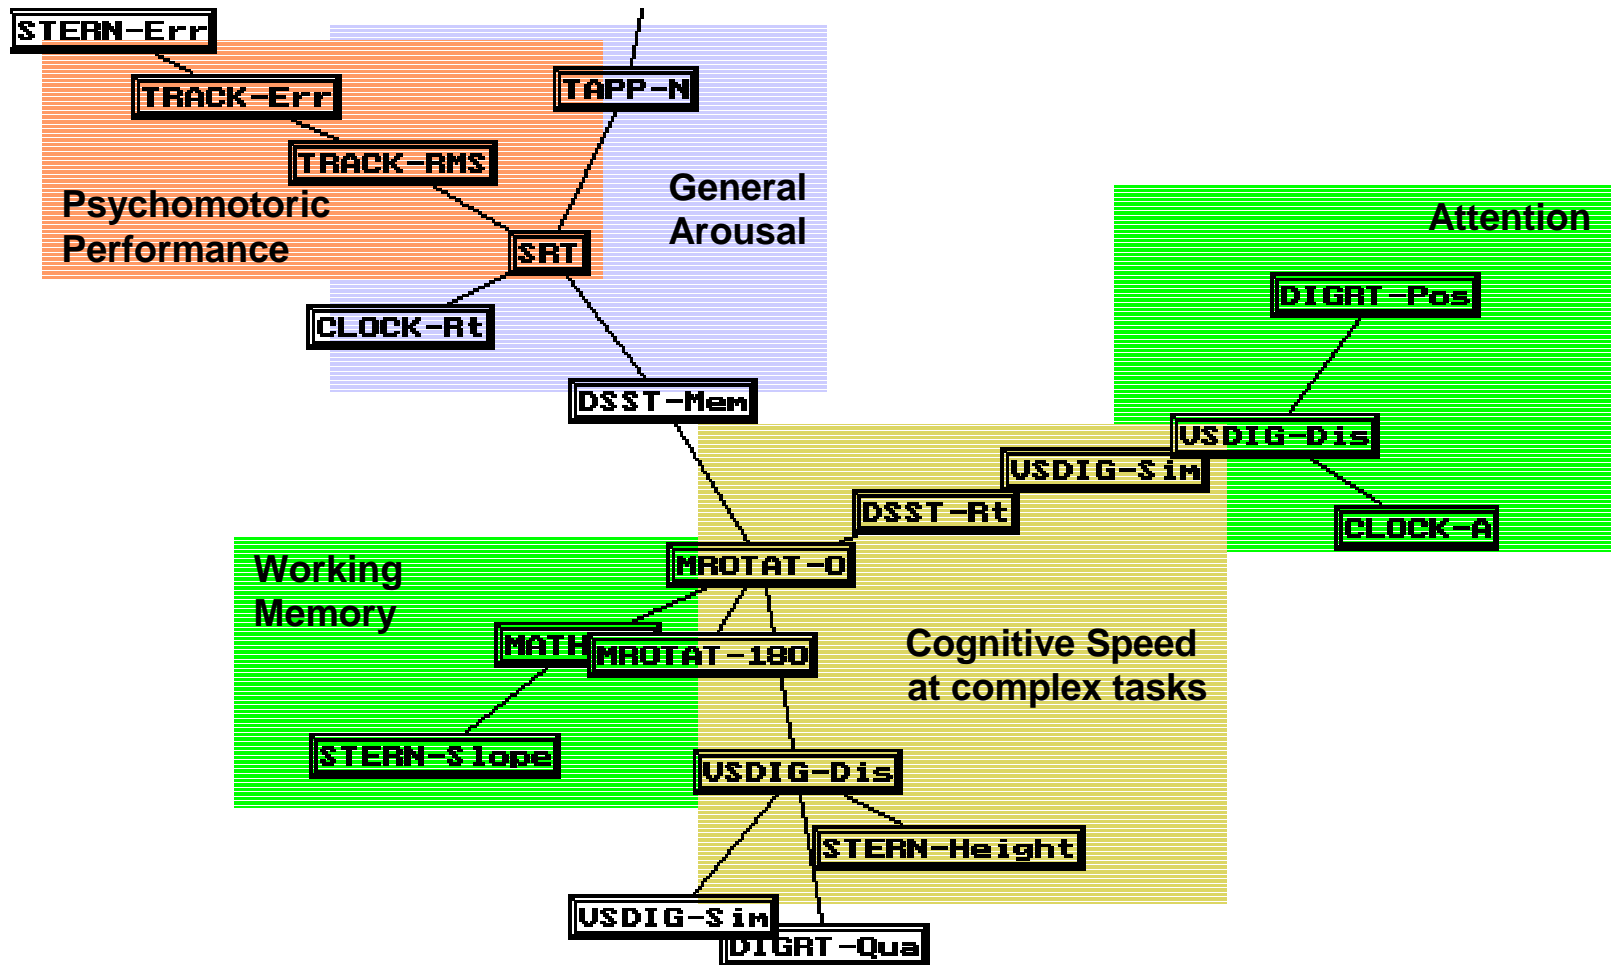 STERN-Err
TAPP-N
TRACK-Err
TRACK-RMS
General
Arousal
Psychomotoric
Performance
Attention
SRT
DIGRT-Pos
CLOCK-Rt
DSST-Mem
VSDIG-Dis
VSDIG-Sim
DSST-Rt
CLOCK-A
MROTAT-0
Working
Memory
MATH
MROTAT-180
Cognitive Speed
at complex tasks
STERN-Slope
VSDIG-Dis
STERN-Height
VSDIG-Sim
DIGRT-Qua